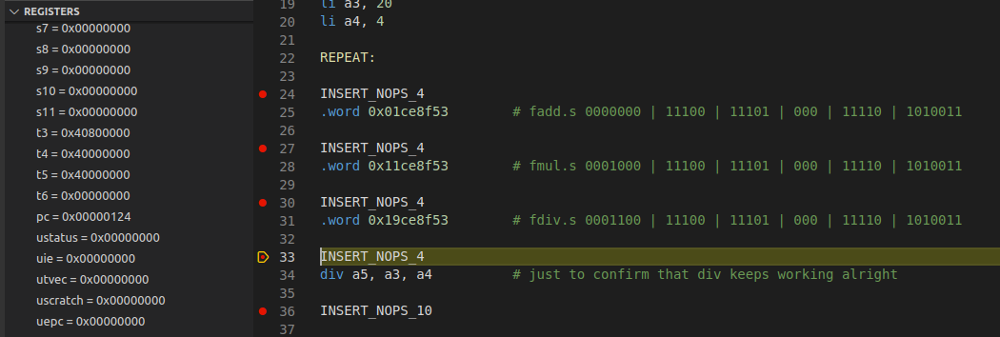 REGISTERS
s7 = 0x00000000
s8 = 0x00000000
s9 = 0x00000000
s10 = 0x00000000
s11 = 0x00000000
t3 = 0x40800000
t4 = 0x40000000
t5 = 0x40000000
t6 = 0x00000000
pc = 0x00000124
ustatus = 0x00000000
uie = 0x00000000
utvec = 0x00000000
uscratch = 0x00000000
uepc = 0x00000000
19 li a3, 20
20 li a4, 4
21
22 REPEAT:
23
24 INSERT_NOPS_4
25 .word 0x01ce8f53 # fadd.s 0000000 | 11100 | 11101 | 000 | 11110 | 1010011
26
27 INSERT_NOPS_4
28 .word 0x11ce8f53 # fmul.s 0001000 | 11100 | 11101 | 000 | 11110 | 1010011
29
30 INSERT_NOPS_4
31 .word 0x19ce8f53 # fdiv.s 0001100 | 11100 | 11101 | 000 | 11110 | 1010011
32
33 INSERT_NOPS_4
34 div a5, a3, a4 # just to confirm that div keeps working alright
35
36 INSERT_NOPS_10
37